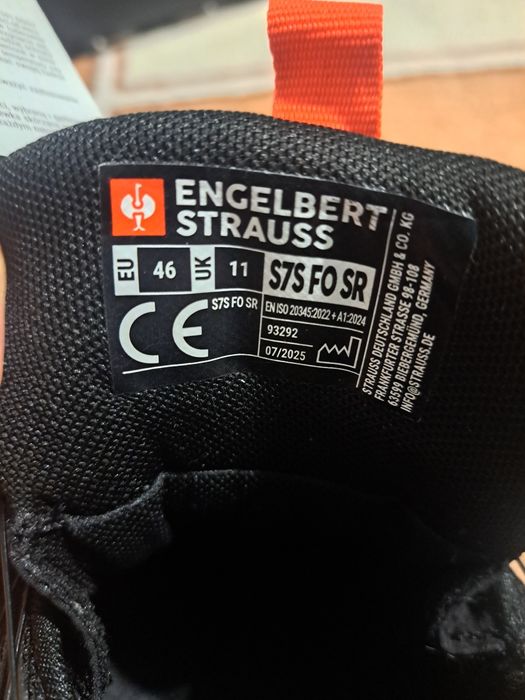 ENGELBERT
STRAUSS
EU 46 UK 11 S7S FO SR
CE S7S FO SR
EN ISO 20345:2022 + A1:2024
93292
07/2025
STRAUSS DEUTSCHLAND GMBH & CO. KG
FRANKFURTER STRASSE 98-108
63599 BIEBERGEMÜND, GERMANY
INFO@STRAUSS.DE